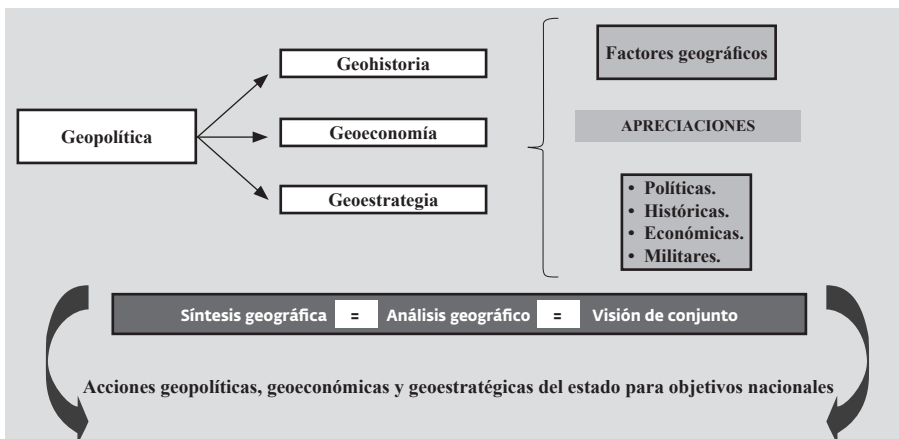 Geopolítica
Geohistoria
Geoeconomía
Geoestrategia
Factores geográficos
APRECIACIONES
• Políticas.
• Históricas.
• Económicas.
• Militares.
Síntesis geográfica = Análisis geográfico = Visión de conjunto
Acciones geopolíticas, geoeconómicas y geoestratégicas del estado para objetivos nacionales